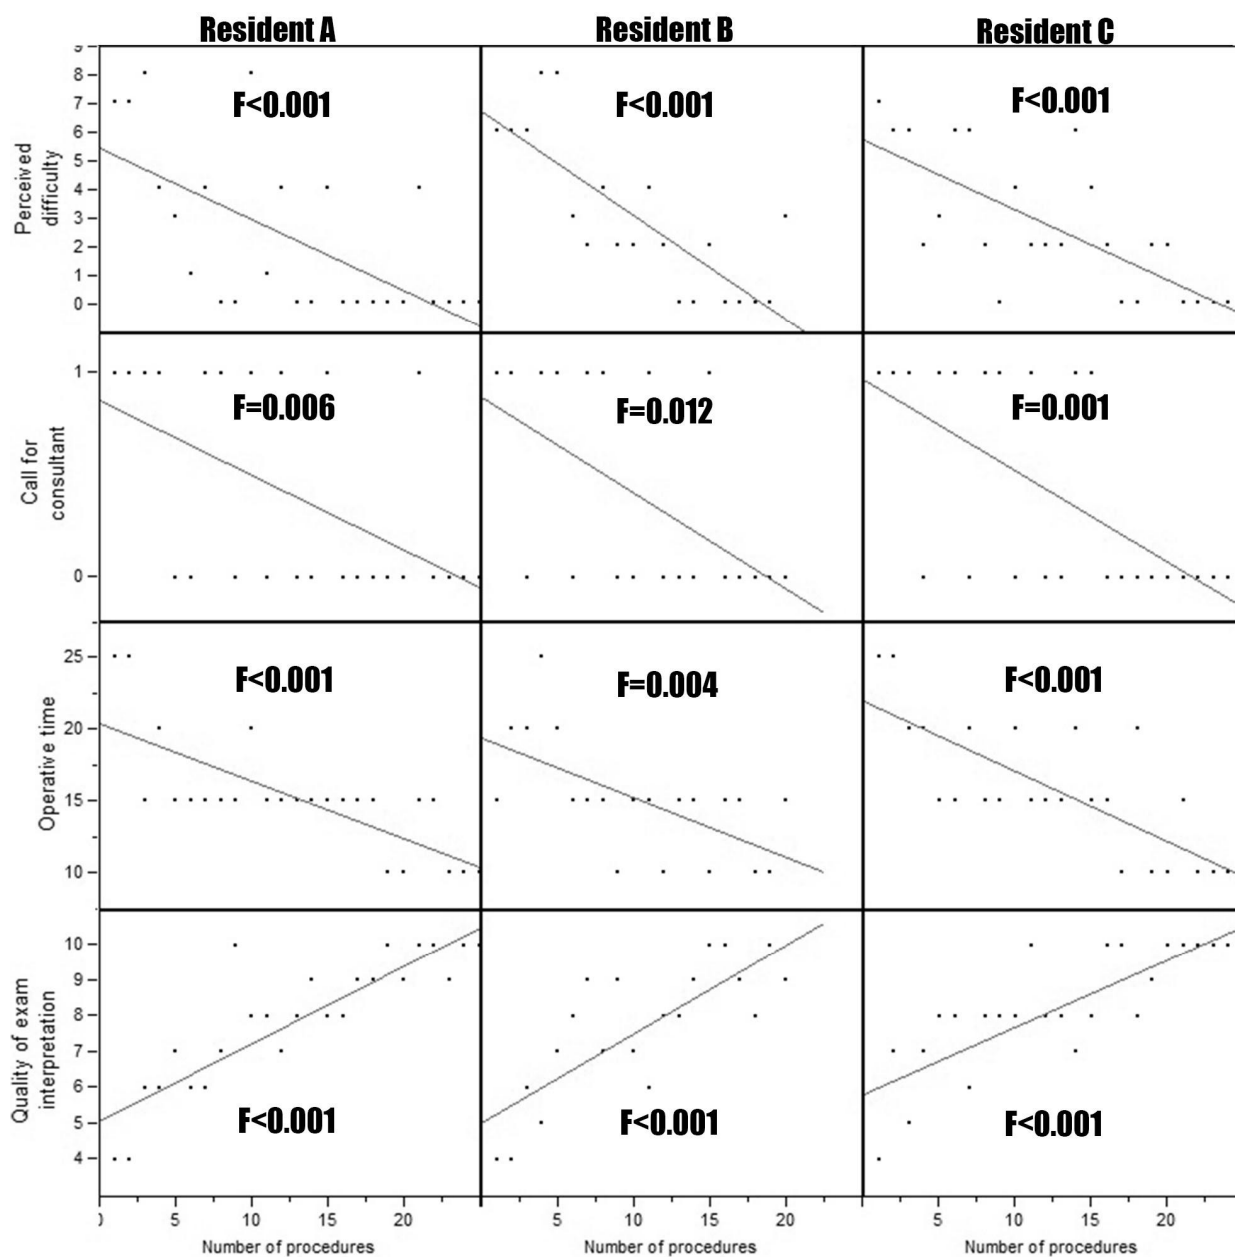 Resident A Resident B Resident C
9
8
7
6
5
4
3
2
1
0
Perceived
difficulty
F<0.001 F<0.001 F<0.001
1
0
Call for
consultant
F=0.006 F=0.012 F=0.001
25
20
15
10
Operative time
F<0.001 F=0.004 F<0.001
10
9
8
7
6
5
4
Quality of exam
interpretation
F<0.001 F<0.001 F<0.001
0 5 10 15 20 5 10 15 20 5 10 15 20
Number of procedures Number of procedures Number of procedures